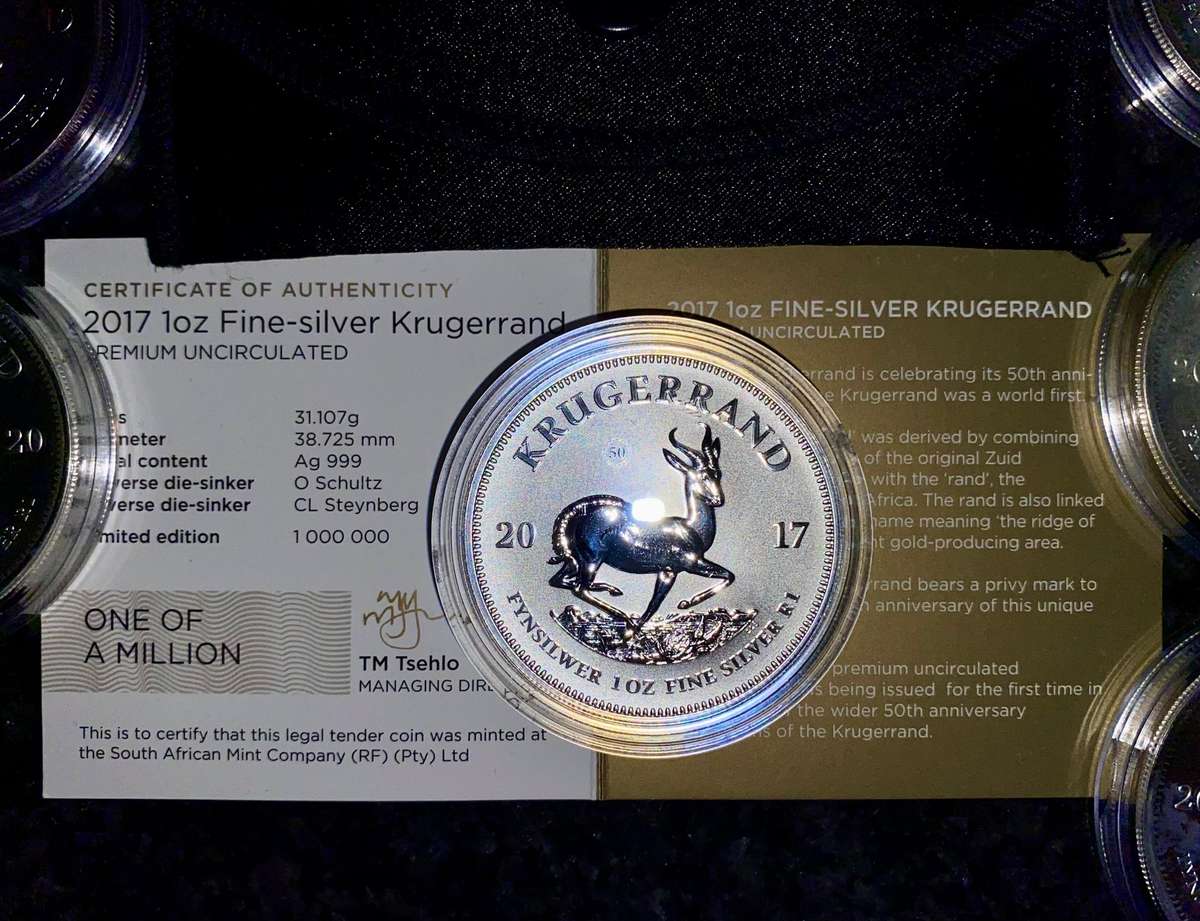 CERTIFICATE OF AUTHENTICITY
2017 1oz Fine-silver Krugerrand
REMIUM UNCIRCULATED
s 31.107g
meter 38.725 mm
al content Ag 999
verse die-sinker O Schultz
verse die-sinker CL Steynberg
mited edition 1 000 000
ONE OF
A MILLION
TM Tsehlo
MANAGING DIR
This is to certify that this legal tender coin was minted at
the South African Mint Company (RF) (Pty) Ltd
KRUGERRAND
50
20 17
FYNSILWER 1 OZ FINE SILVER R1
2017 1oz FINE-SILVER KRUGERRAND
UNCIRCULATED
errand is celebrating its 50th anni-
e Krugerrand was a world first.
was derived by combining
of the original Zuid
with the 'rand', the
Africa. The rand is also linked
name meaning 'the ridge of
nt gold-producing area.
rrand bears a privy mark to
anniversary of this unique
premium uncirculated
s being issued for the first time in
the wider 50th anniversary
s of the Krugerrand.
20
20
20